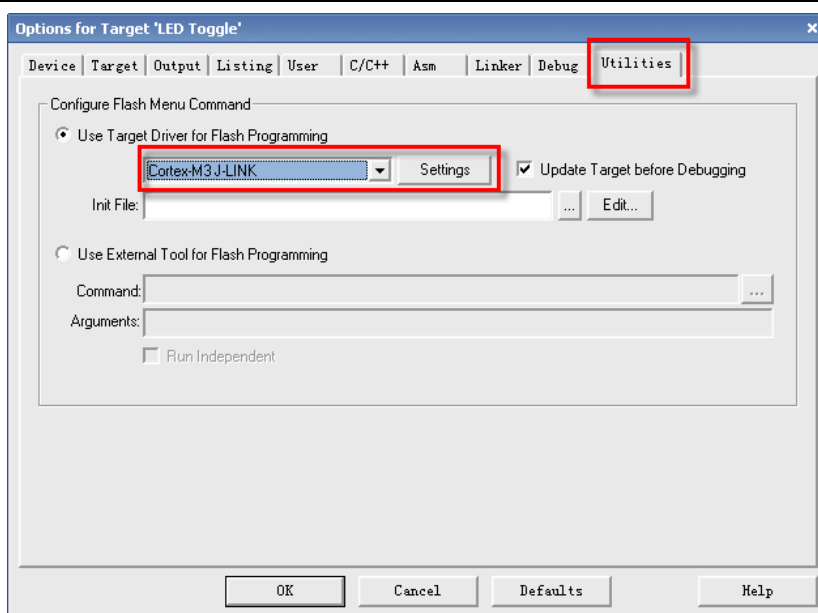 Options for Target 'LED Toggle'
Device Target Output Listing User C/C++ Asm Linker Debug Utilities
Configure Flash Menu Command
Use Target Driver for Flash Programming
Cortex-M3 J-LINK Settings Update Target before Debugging
Init File: ... Edit...
Use External Tool for Flash Programming
Command: ...
Arguments:
Run Independent
OK Cancel Defaults Help